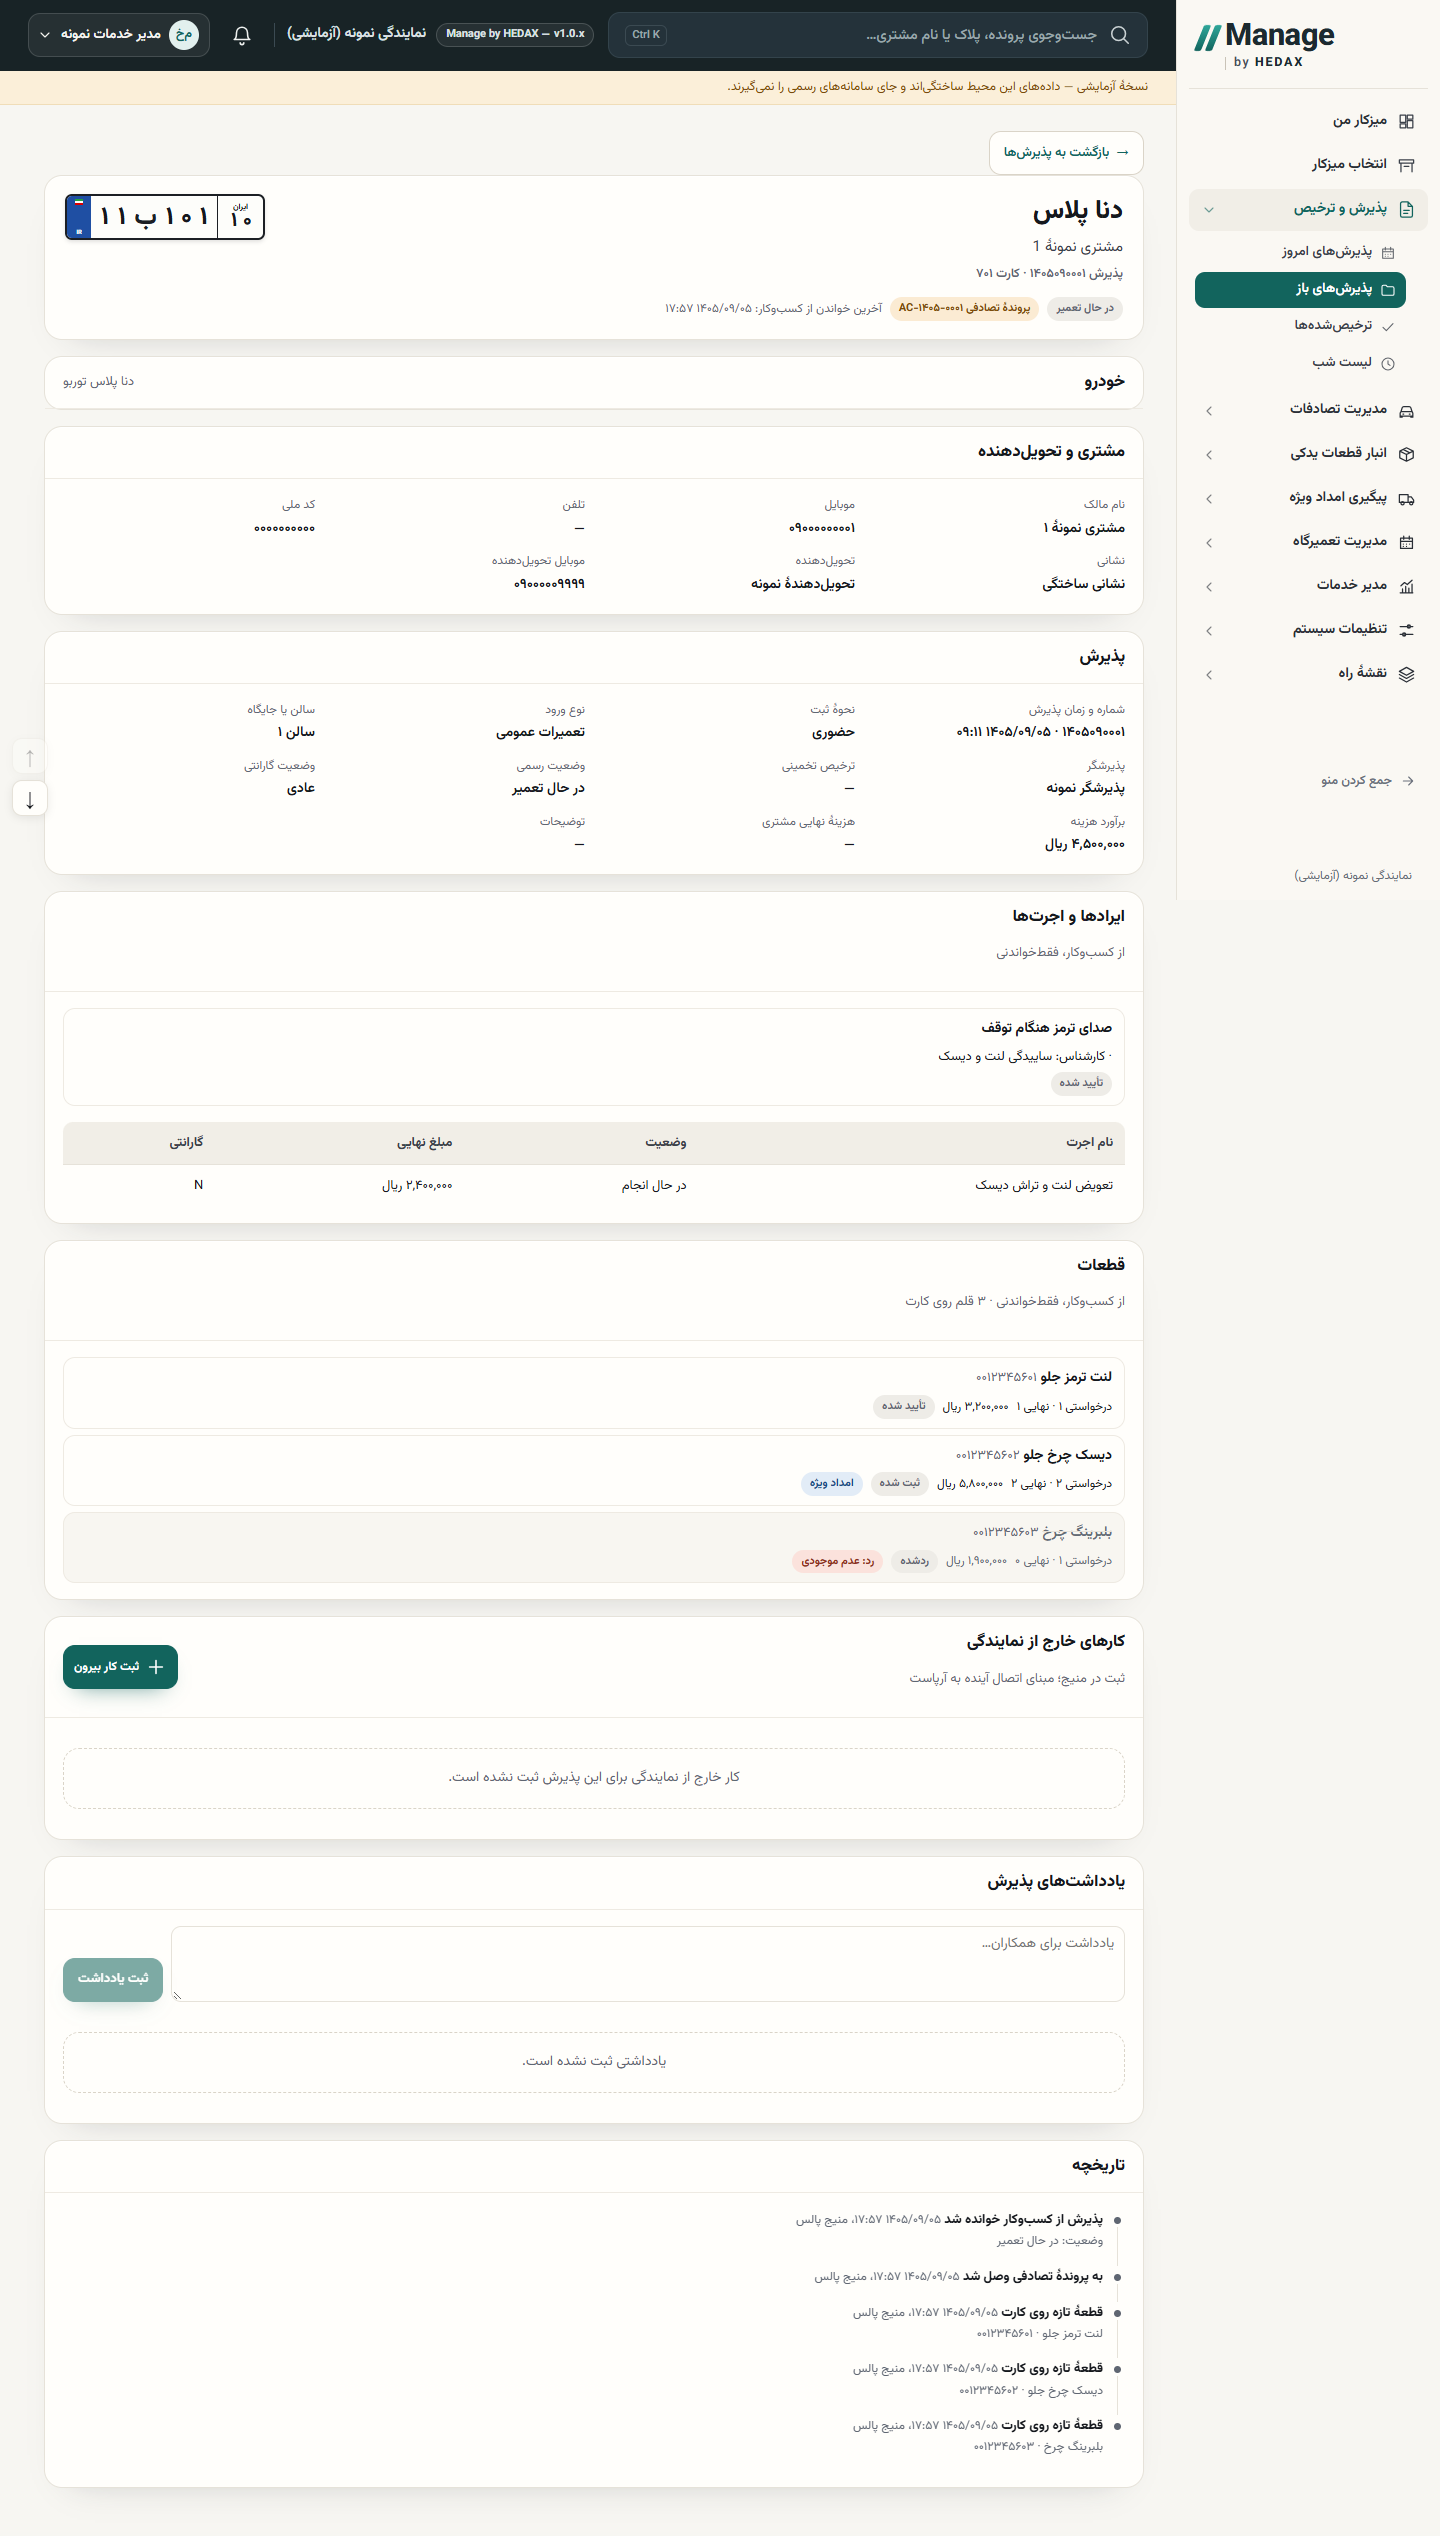 Manage
by HEDAX
میزکار من
انتخاب میزکار
پذیرش و ترخیص
پذیرش‌های امروز
پذیرش‌های باز
ترخیص‌شده‌ها
لیست شب
مدیریت تصادفات
انبار قطعات یدکی
پیگیری امداد ویژه
مدیریت تعمیرگاه
مدیر خدمات
تنظیمات سیستم
نقشهٔ راه
جمع کردن منو
نمایندگی نمونه (آزمایشی)
جست‌وجوی پرونده، پلاک یا نام مشتری... Ctrl K
Manage by HEDAX — v1.0.x
نمایندگی نمونه (آزمایشی)
م‌خ مدیر خدمات نمونه
نسخهٔ آزمایشی — داده‌های این محیط ساختگی‌اند و جای سامانه‌های رسمی را نمی‌گیرند.
→ بازگشت به پذیرش‌ها
دنا پلاس
ایران
۱۰
۱۰۱ ب ۱۱
مشتری نمونهٔ 1
پذیرش ۱۴۰۵۰۹۰۰۰۱ · کارت ۷۰۱
در حال تعمیر پروندهٔ تصادفی AC-۱۴۰۵-۰۰۰۱ آخرین خواندن از کسب‌وکار: ۱۴۰۵/۰۹/۰۵ ۱۷:۵۷
خودرو دنا پلاس توربو
مشتری و تحویل‌دهنده
نام مالک موبایل تلفن کد ملی
مشتری نمونهٔ ۱ ۰۹۰۰۰۰۰۰۰۰۱ — ۰۰۰۰۰۰۰۰۰۰
نشانی تحویل‌دهنده موبایل تحویل‌دهنده
نشانی ساختگی تحویل‌دهندهٔ نمونه ۰۹۰۰۰۰۰۹۹۹۹
پذیرش
شماره و زمان پذیرش نحوهٔ ثبت نوع ورود سالن یا جایگاه
۱۴۰۵۰۹۰۰۰۱ · ۱۴۰۵/۰۹/۰۵ ۰۹:۱۱ حضوری تعمیرات عمومی سالن ۱
پذیرشگر ترخیص تخمینی وضعیت رسمی وضعیت گارانتی
پذیرشگر نمونه — در حال تعمیر عادی
برآورد هزینه هزینهٔ نهایی مشتری توضیحات
۴,۵۰۰,۰۰۰ ریال — —
ایرادها و اجرت‌ها
از کسب‌وکار، فقط‌خواندنی
صدای ترمز هنگام توقف
· کارشناس: ساییدگی لنت و دیسک
تأیید شده
نام اجرت وضعیت مبلغ نهایی گارانتی
تعویض لنت و تراش دیسک در حال انجام ۲,۴۰۰,۰۰۰ ریال N
قطعات
از کسب‌وکار، فقط‌خواندنی · ۳ قلم روی کارت
لنت ترمز جلو ۰۰۱۲۳۴۵۶۰۱
درخواستی ۱ · نهایی ۱ ۳,۲۰۰,۰۰۰ ریال تأیید شده
دیسک چرخ جلو ۰۰۱۲۳۴۵۶۰۲
درخواستی ۲ · نهایی ۲ ۵,۸۰۰,۰۰۰ ریال ثبت شده امداد ویژه
بلبرینگ چرخ ۰۰۱۲۳۴۵۶۰۳
درخواستی ۱ · نهایی ۰ ۱,۹۰۰,۰۰۰ ریال ردشده رد: عدم موجودی
کارهای خارج از نمایندگی
ثبت در منیج؛ مبنای اتصال آینده به آرپاست
ثبت کار بیرون
کار خارج از نمایندگی برای این پذیرش ثبت نشده است.
یادداشت‌های پذیرش
یادداشت برای همکاران...
ثبت یادداشت
یادداشتی ثبت نشده است.
تاریخچه
پذیرش از کسب‌وکار خوانده شد ۱۴۰۵/۰۹/۰۵ ۱۷:۵۷، منیج پالس
وضعیت: در حال تعمیر
به پروندهٔ تصادفی وصل شد ۱۴۰۵/۰۹/۰۵ ۱۷:۵۷، منیج پالس
قطعهٔ تازه روی کارت ۱۴۰۵/۰۹/۰۵ ۱۷:۵۷، منیج پالس
لنت ترمز جلو · ۰۰۱۲۳۴۵۶۰۱
قطعهٔ تازه روی کارت ۱۴۰۵/۰۹/۰۵ ۱۷:۵۷، منیج پالس
دیسک چرخ جلو · ۰۰۱۲۳۴۵۶۰۲
قطعهٔ تازه روی کارت ۱۴۰۵/۰۹/۰۵ ۱۷:۵۷، منیج پالس
بلبرینگ چرخ · ۰۰۱۲۳۴۵۶۰۳